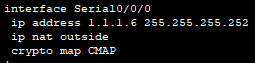 interface Serial0/0/0
ip address 1.1.1.6 255.255.255.252
ip nat outside
crypto map CMAP